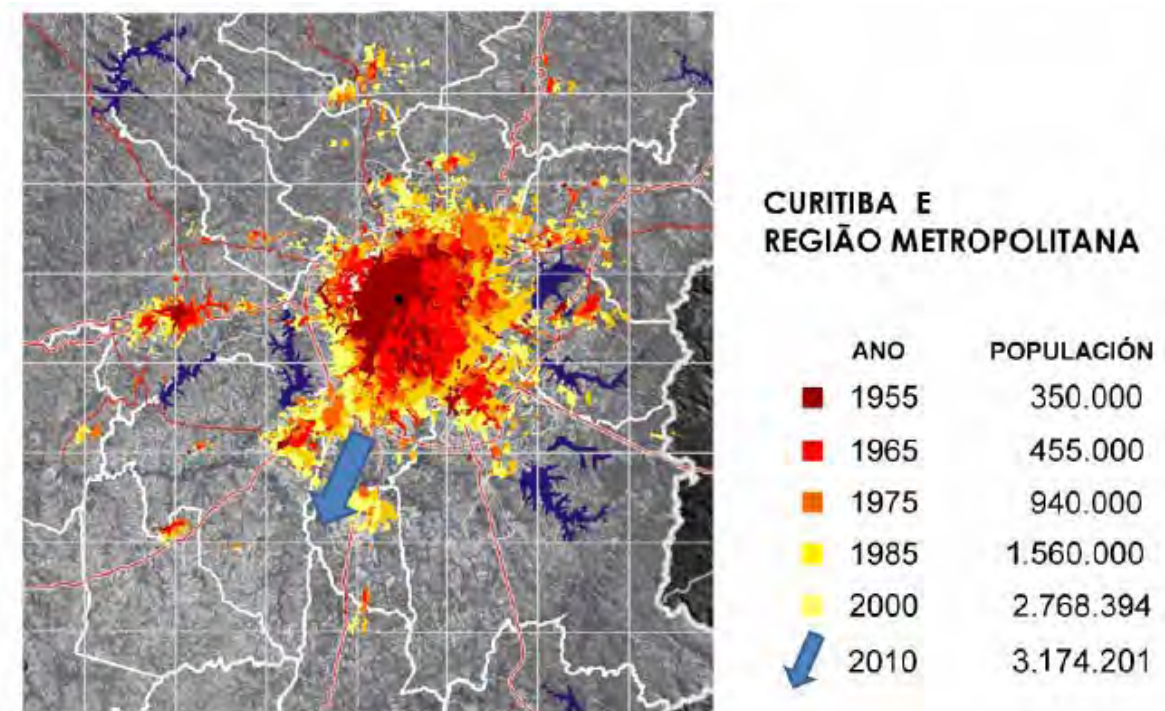 CURITIBA E
REGIÃO METROPOLITANA
ANO POPULACIÓN
1955 350.000
1965 455.000
1975 940.000
1985 1.560.000
2000 2.768.394
2010 3.174.201